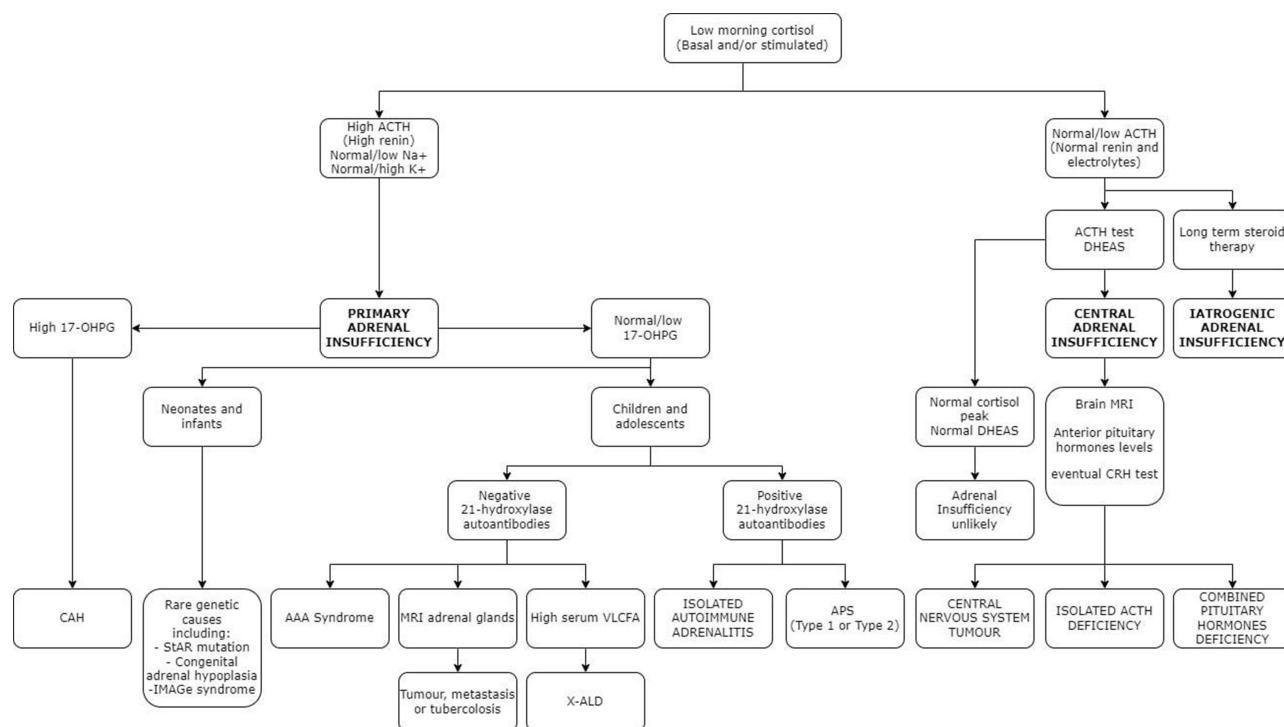 Low morning cortisol
(Basal and/or stimulated)
High ACTH
(High renin)
Normal/low Na+
Normal/high K+
Normal/low ACTH
(Normal renin and
electrolytes)
ACTH test
DHEAS
Long term steroid
therapy
High 17-OHPG
PRIMARY
ADRENAL
INSUFFICIENCY
Normal/low
17-OHPG
CENTRAL
ADRENAL
INSUFFICIENCY
IATROGENIC
ADRENAL
INSUFFICIENCY
Neonates and
infants
Children and
adolescents
Normal cortisol
peak
Normal DHEAS
Brain MRI
Anterior pituitary
hormones levels
eventual CRH test
Negative
21-hydroxylase
autoantibodies
Positive
21-hydroxylase
autoantibodies
Adrenal
Insufficiency
unlikely
CAH
Rare genetic
causes
including:
- StAR mutation
- Congenital
adrenal hypoplasia
-IMAGe syndrome
AAA Syndrome
MRI adrenal glands
High serum VLCFA
ISOLATED
AUTOIMMUNE
ADRENALITIS
APS
(Type 1 or Type 2)
CENTRAL
NERVOUS SYSTEM
TUMOUR
ISOLATED ACTH
DEFICIENCY
COMBINED
PITUITARY
HORMONES
DEFICIENCY
Tumour, metastasis
or tubercolosis
X-ALD